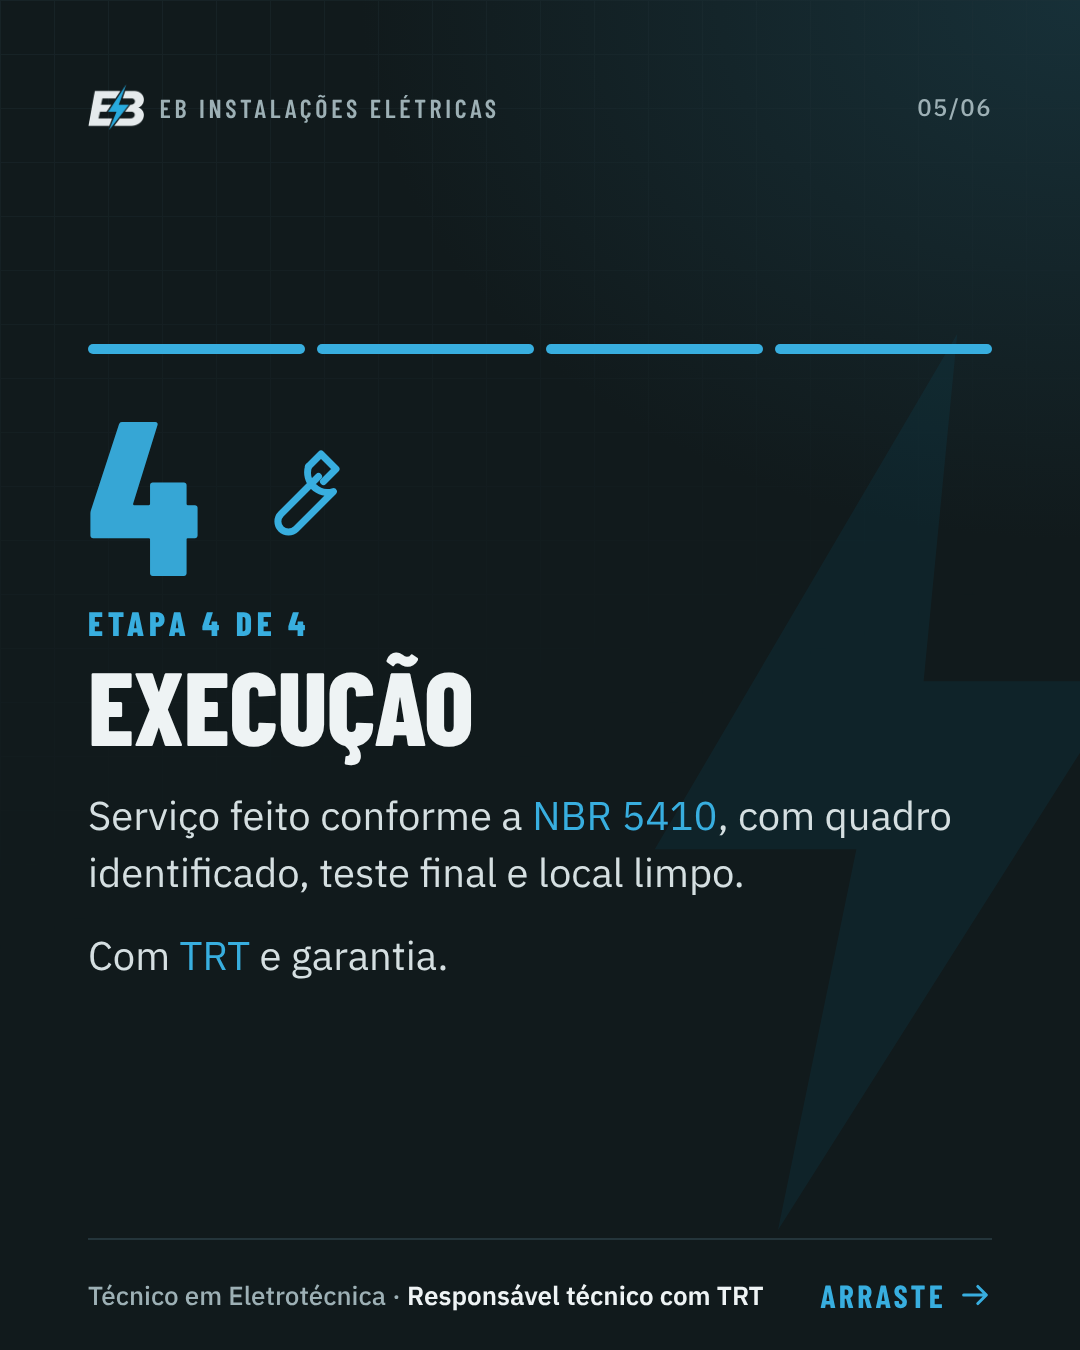 EB EB INSTALAÇÕES ELÉTRICAS
05/06
4
ETAPA 4 DE 4
EXECUÇÃO
Serviço feito conforme a NBR 5410, com quadro
identificado, teste final e local limpo.
Com TRT e garantia.
Técnico em Eletrotécnica · Responsável técnico com TRT
ARRASTE →